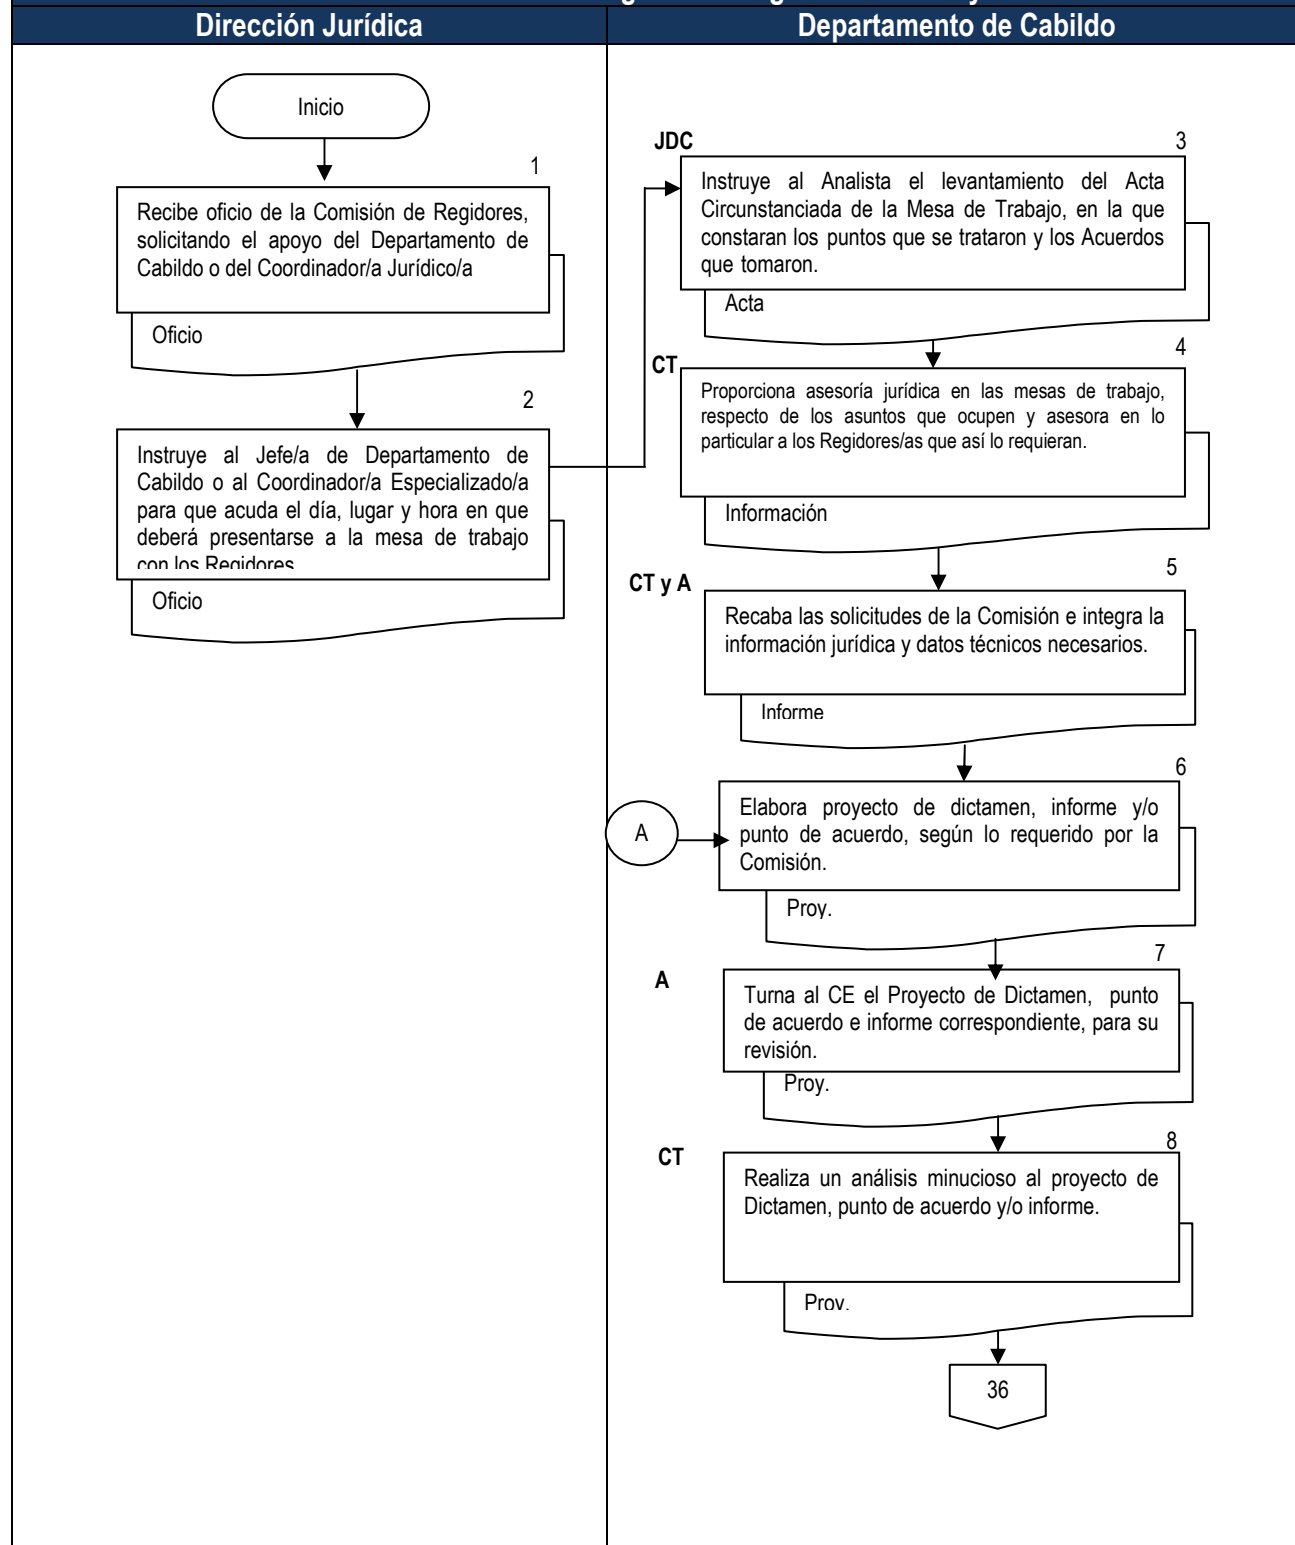 Dirección Jurídica
Departamento de Cabildo
Inicio
1
Recibe oficio de la Comisión de Regidores,
solicitando el apoyo del Departamento de
Cabildo o del Coordinador/a Jurídico/a
Oficio
2
Instruye al Jefe/a de Departamento de
Cabildo o al Coordinador/a Especializado/a
para que acuda el día, lugar y hora en que
deberá presentarse a la mesa de trabajo
con los Regidores
Oficio
JDC
3
Instruye al Analista el levantamiento del Acta
Circunstanciada de la Mesa de Trabajo, en la que
constaran los puntos que se trataron y los Acuerdos
que tomaron.
Acta
CT
4
Proporciona asesoría jurídica en las mesas de trabajo,
respecto de los asuntos que ocupen y asesora en lo
particular a los Regidores/as que así lo requieran.
Información
CT y A
5
Recaba las solicitudes de la Comisión e integra la
información jurídica y datos técnicos necesarios.
Informe
6
A
Elabora proyecto de dictamen, informe y/o
punto de acuerdo, según lo requerido por la
Comisión.
Proy.
7
A
Turna al CE el Proyecto de Dictamen, punto
de acuerdo e informe correspondiente, para su
revisión.
Proy.
8
CT
Realiza un análisis minucioso al proyecto de
Dictamen, punto de acuerdo y/o informe.
Proy.
36